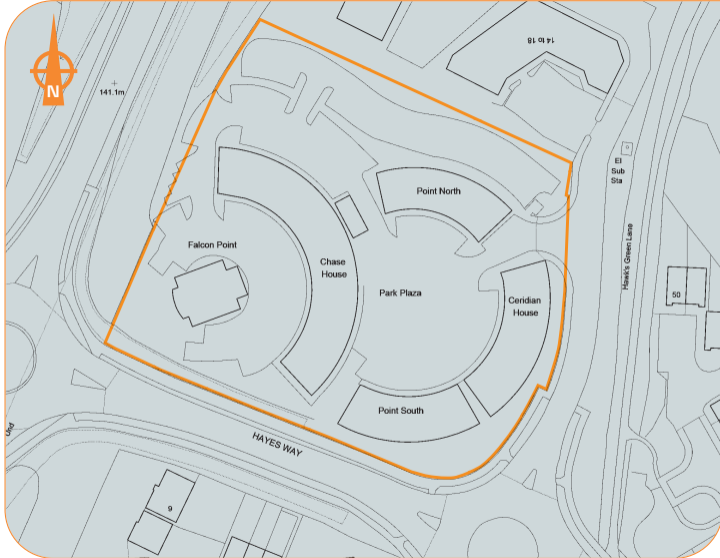 14 to 18
N
141.1m
El
Sub
Sta
Point North
Hawk's Green Lane
Falcon Point
Chase
House
Park Plaza
Ceridian
House
50
Point South
Und
HAYES WAY
9